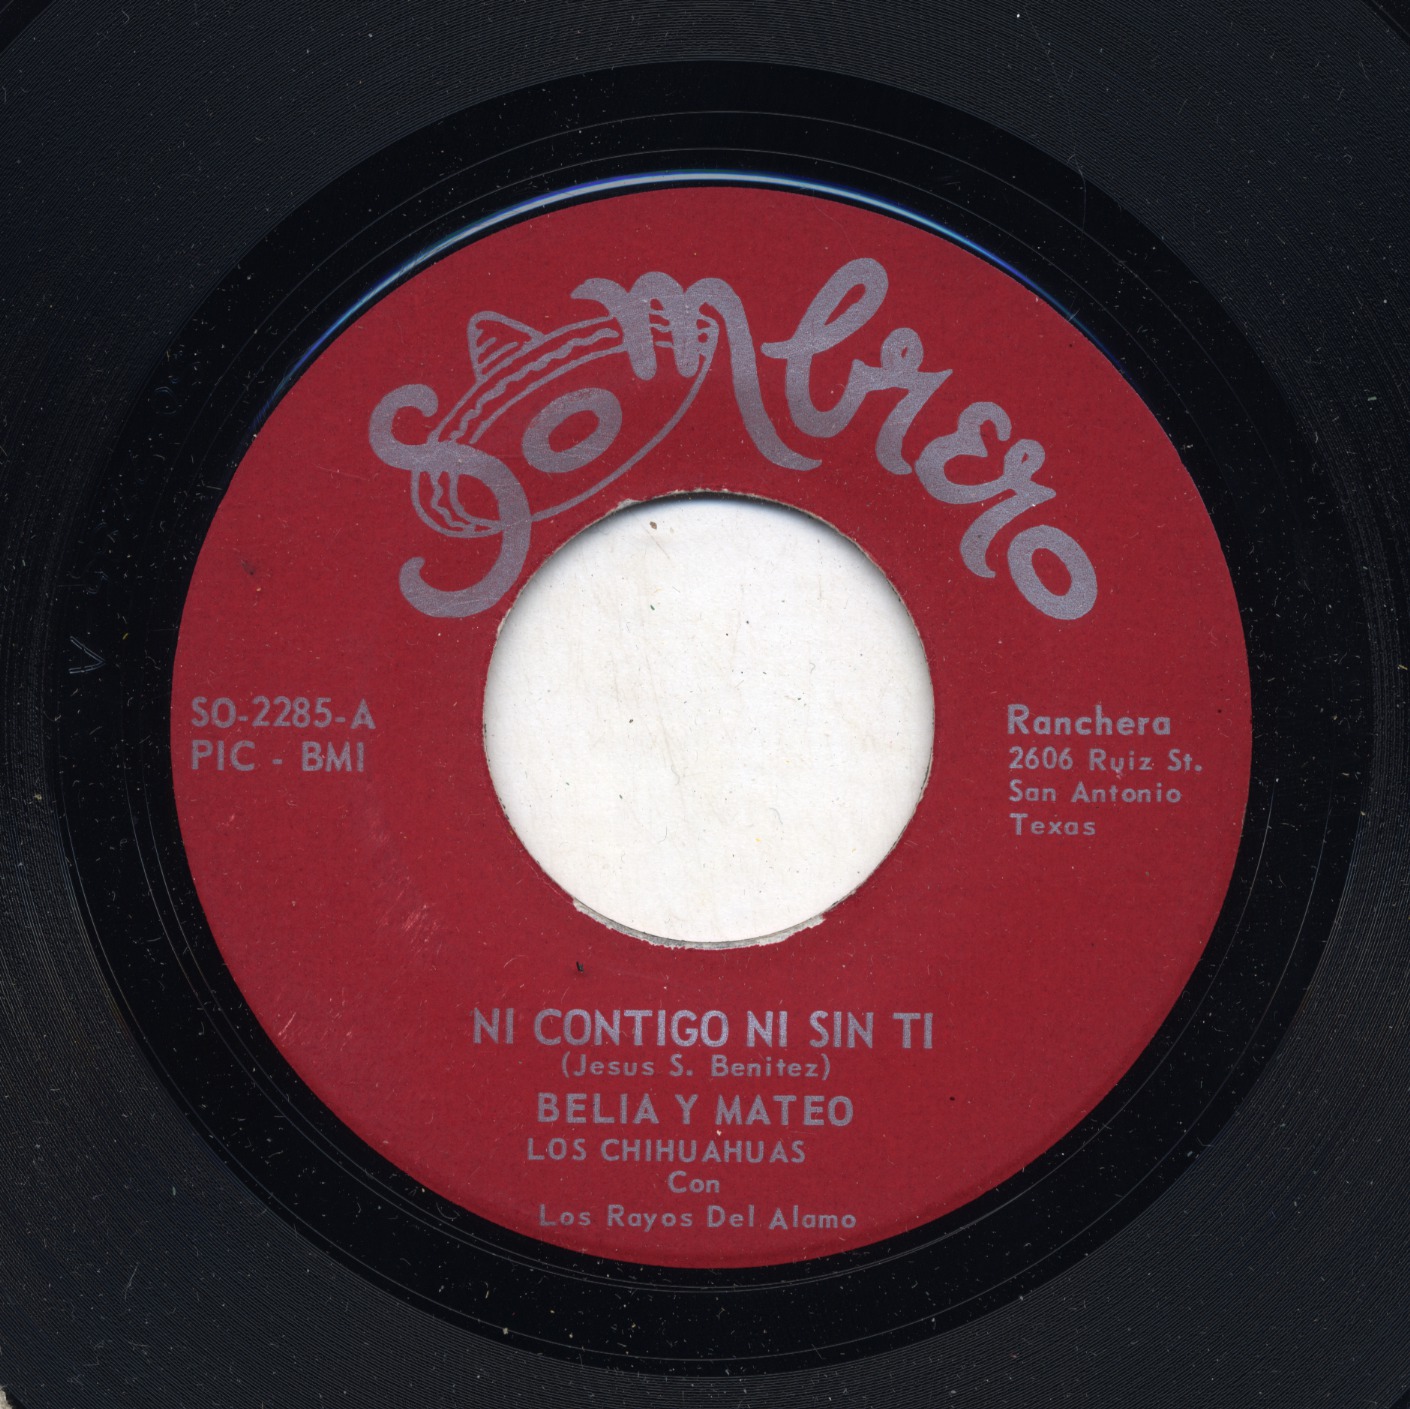 Sombrero
SO-2285-A
PIC - BMI
Ranchera
2606 Ruiz St.
San Antonio
Texas
NI CONTIGO NI SIN TI
(Jesus S. Benitez)
BELIA Y MATEO
LOS CHIHUAHUAS
Con
Los Rayos Del Alamo